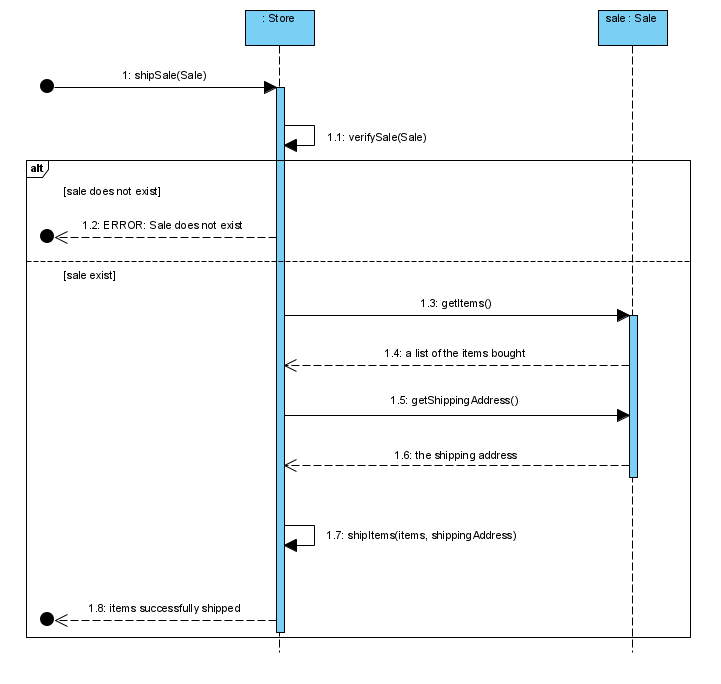 : Store
sale : Sale
1: shipSale(Sale)
1.1: verifySale(Sale)
alt
[sale does not exist]
1.2: ERROR: Sale does not exist
[sale exist]
1.3: getItems()
1.4: a list of the items bought
1.5: getShippingAddress()
1.6: the shipping address
1.7: shipItems(items, shippingAddress)
1.8: items successfully shipped